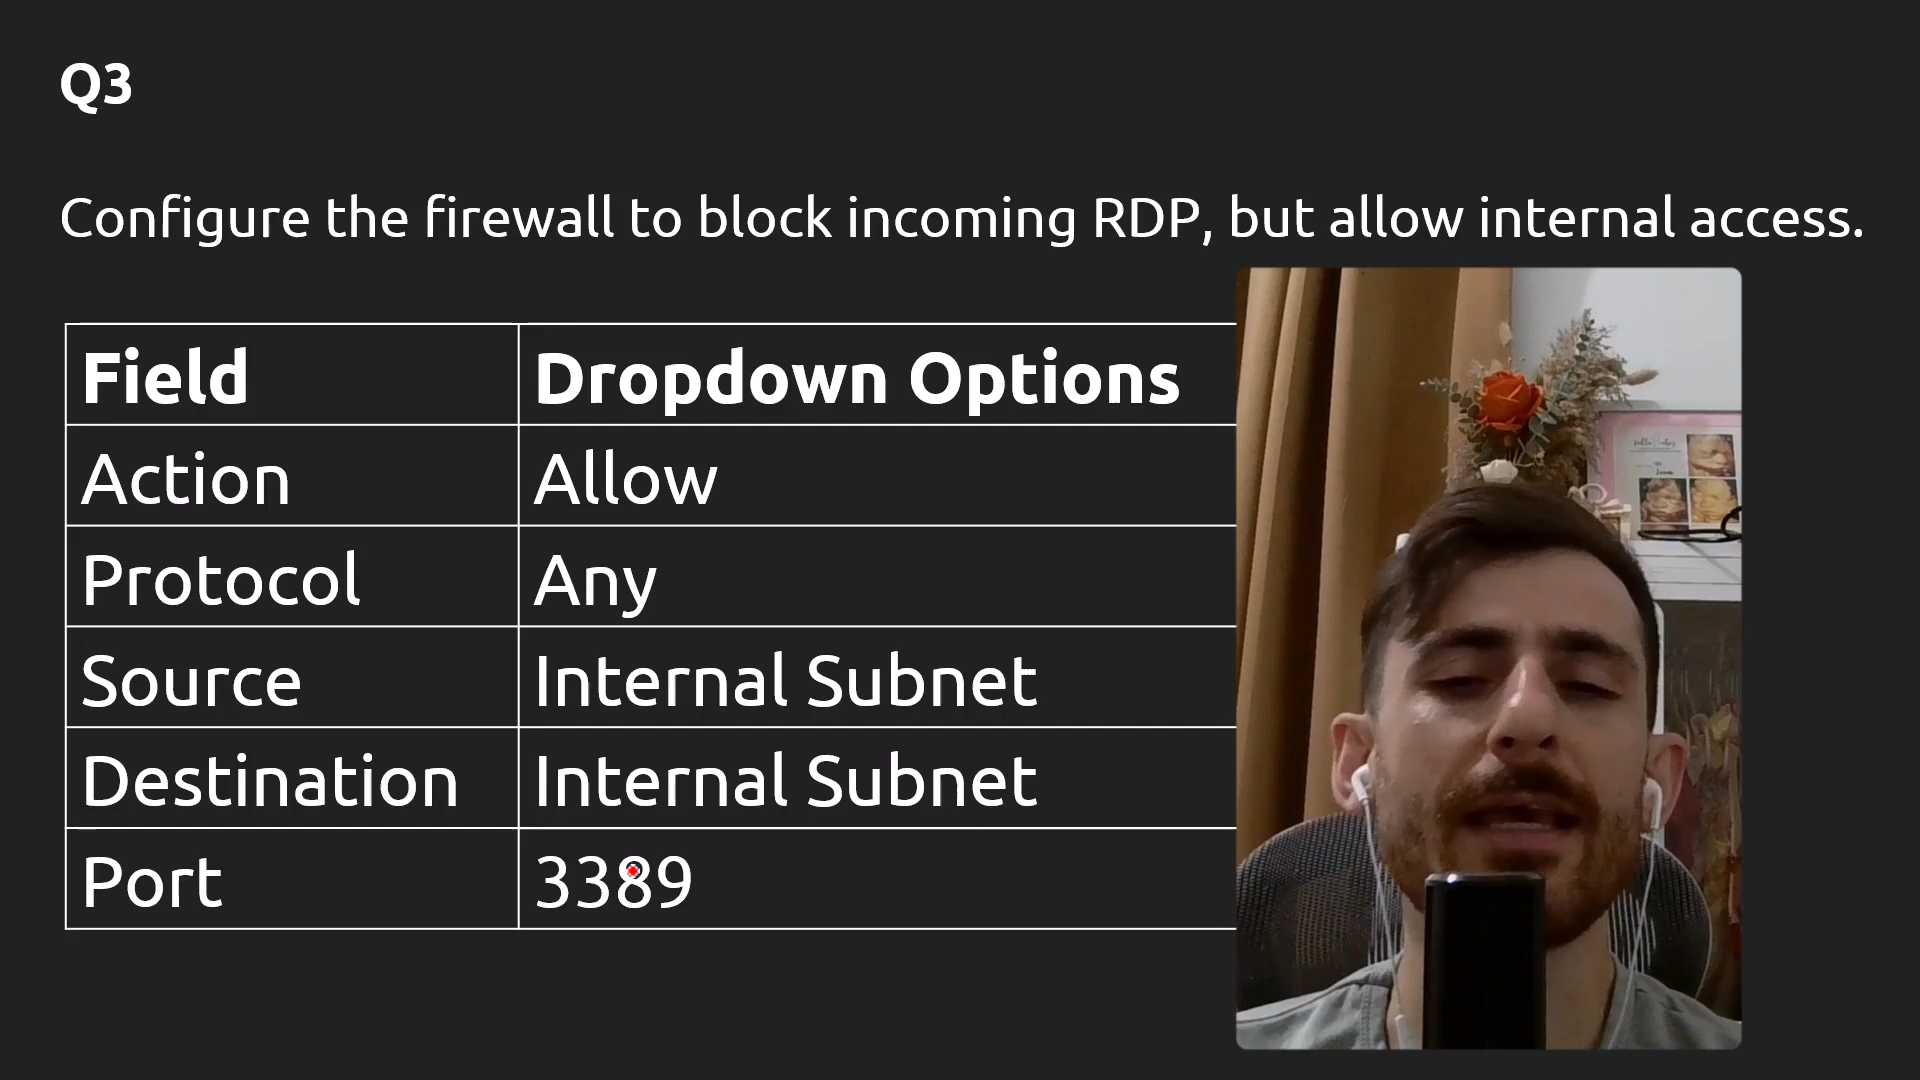 Q3
Configure the firewall to block incoming RDP, but allow internal access.
Field Dropdown Options
Action Allow
Protocol Any
Source Internal Subnet
Destination Internal Subnet
Port 3389